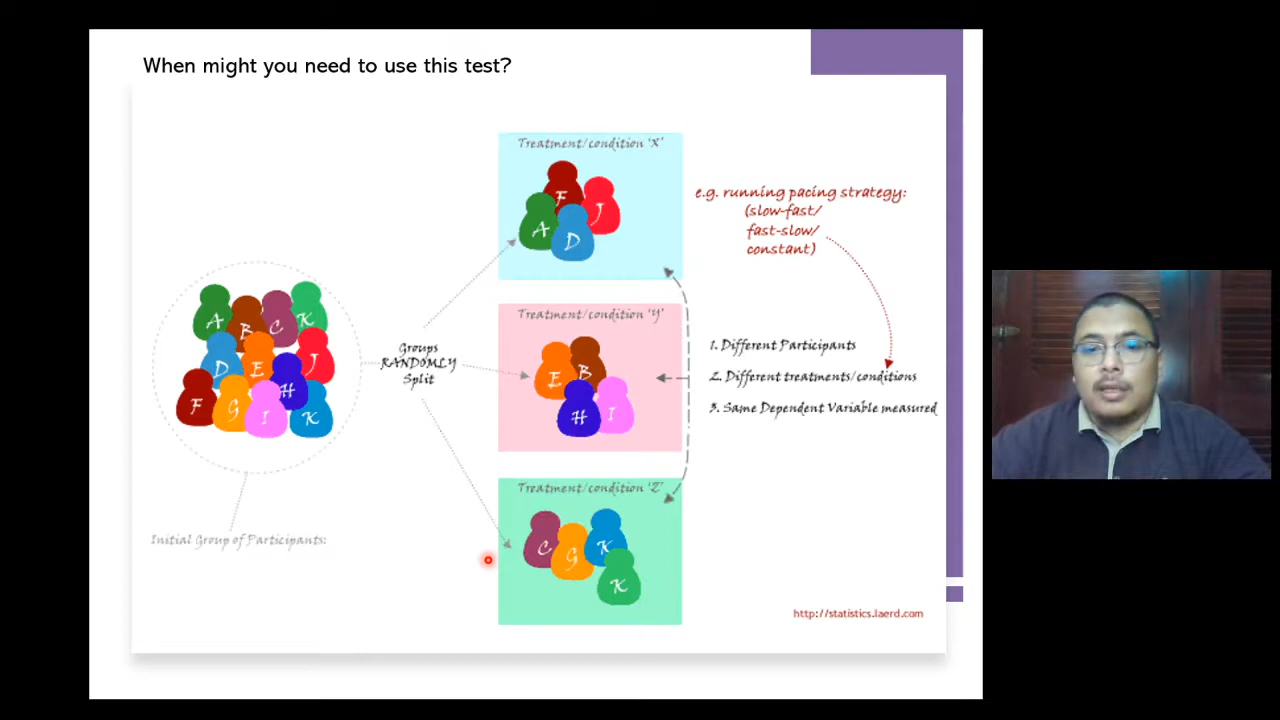 When might you need to use this test?
Treatment/condition 'X'
F
J
A
D
e.g. running pacing strategy:
(slow-fast/
fast-slow/
constant)
A
B
C
K
D
E
J
H
F
G
I
K
Groups
RANDOMLY
Split
Treatment/condition 'Y'
E
B
H
I
1. Different Participants
2. Different treatments/conditions
3. Same Dependent Variable measured
Initial Group of Participants:
Treatment/condition 'Z'
C
G
K
K
http://statistics.laerd.com